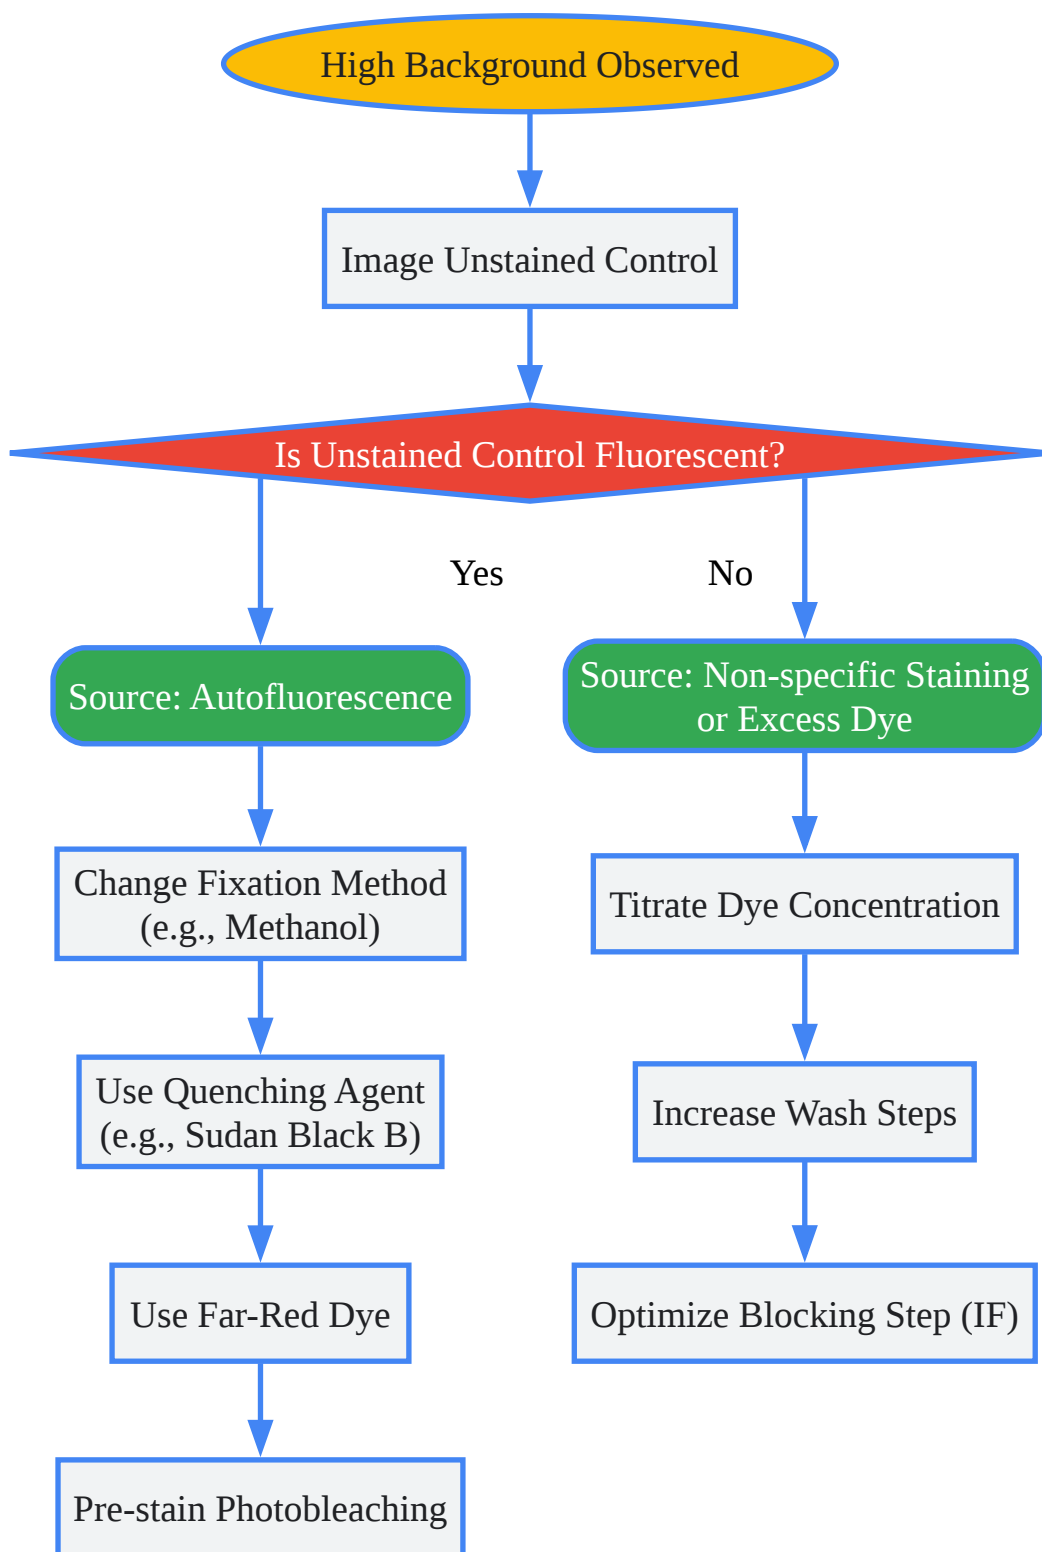 High Background Observed
Image Unstained Control
Is Unstained Control Fluorescent?
Yes
No
Source: Autofluorescence
Source: Non-specific Staining
or Excess Dye
Change Fixation Method
(e.g., Methanol)
Titrate Dye Concentration
Use Quenching Agent
(e.g., Sudan Black B)
Increase Wash Steps
Use Far-Red Dye
Optimize Blocking Step (IF)
Pre-stain Photobleaching